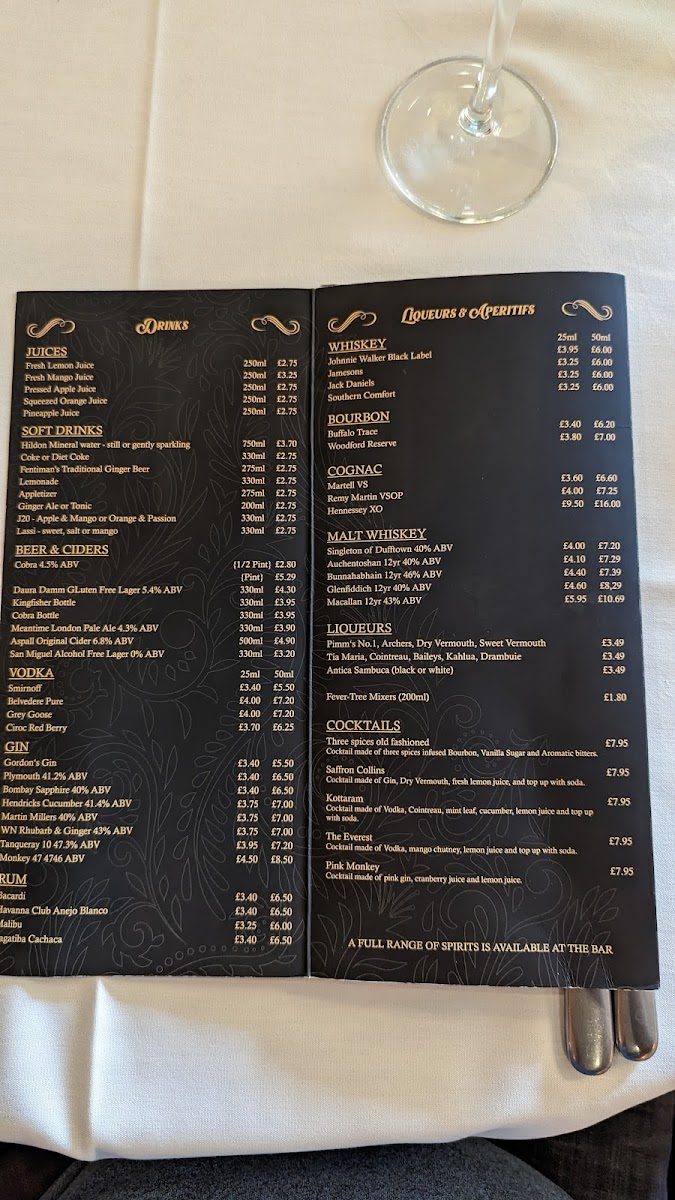 Drinks
JUICES
Fresh Lemon Juice 250ml £2.75
Fresh Mango Juice 250ml £3.25
Pressed Apple Juice 250ml £2.75
Squeezed Orange Juice 250ml £2.75
Pineapple Juice 250ml £2.75
SOFT DRINKS
Hildon Mineral water - still or gently sparkling 750ml £3.70
Coke or Diet Coke 330ml £2.75
Fentiman's Traditional Ginger Beer 275ml £2.75
Lemonade 330ml £2.75
Appletizer 275ml £2.75
Ginger Ale or Tonic 200ml £2.75
J20 - Apple & Mango or Orange & Passion 330ml £2.75
Lassi - sweet, salt or mango 330ml £2.75
BEER & CIDERS
Cobra 4.5% ABV (1/2 Pint) £2.80
(Pint) £5.29
Daura Damm GLuten Free Lager 5.4% ABV 330ml £4.30
Kingfisher Bottle 330ml £3.95
Cobra Bottle 330ml £3.95
Meantime London Pale Ale 4.3% ABV 330ml £3.90
Aspall Original Cider 6.8% ABV 500ml £4.90
San Miguel Alcohol Free Lager 0% ABV 330ml £3.20
VODKA 25ml 50ml
Smirnoff £3.40 £5.50
Belvedere Pure £4.00 £7.20
Grey Goose £4.00 £7.20
Ciroc Red Berry £3.70 £6.25
GIN
Gordon's Gin £3.40 £5.50
Plymouth 41.2% ABV £3.40 £6.50
Bombay Sapphire 40% ABV £3.40 £6.50
Hendricks Cucumber 41.4% ABV £3.75 £7.00
Martin Millers 40% ABV £3.75 £7.00
WN Rhubarb & Ginger 43% ABV £3.75 £7.00
Tanqueray 10 47.3% ABV £3.95 £7.20
Monkey 47 4746 ABV £4.50 £8.50
RUM
Bacardi £3.40 £6.50
Havanna Club Anejo Blanco £3.40 £6.50
Malibu £3.25 £6.00
agatiba Cachaca £3.40 £6.50
Liqueurs & Aperitifs
WHISKEY 25ml 50ml
Johnnie Walker Black Label £3.95 £6.00
Jamesons £3.25 £6.00
Jack Daniels £3.25 £6.00
Southern Comfort £3.25 £6.00
BOURBON
Buffalo Trace £3.40 £6.20
Woodford Reserve £3.80 £7.00
COGNAC
Martell VS £3.60 £6.60
Remy Martin VSOP £4.00 £7.25
Hennessey XO £9.50 £16.00
MALT WHISKEY
Singleton of Dufftown 40% ABV £4.00 £7.20
Auchentoshan 12yr 40% ABV £4.10 £7.29
Bunnahabhain 12yr 46% ABV £4.40 £7.39
Glenfiddich 12yr 40% ABV £4.60 £8,29
Macallan 12yr 43% ABV £5.95 £10.69
LIQUEURS
Pimm's No.1, Archers, Dry Vermouth, Sweet Vermouth £3.49
Tia Maria, Cointreau, Baileys, Kahlua, Drambuie £3.49
Antica Sambuca (black or white) £3.49
Fever-Tree Mixers (200ml) £1.80
COCKTAILS
Three spices old fashioned £7.95
Cocktail made of three spices infused Bourbon, Vanilla Sugar and Aromatic bitters.
Saffron Collins £7.95
Cocktail made of Gin, Dry Vermouth, fresh lemon juice, and top up with soda.
Kottaram £7.95
Cocktail made of Vodka, Cointreau, mint leaf, cucumber, lemon juice and top up
with soda.
The Everest £7.95
Cocktail made of Vodka, mango chutney, lemon juice and top up with soda.
Pink Monkey £7.95
Cocktail made of pink gin, cranberry juice and lemon juice.
A FULL RANGE OF SPIRITS IS AVAILABLE AT THE BAR